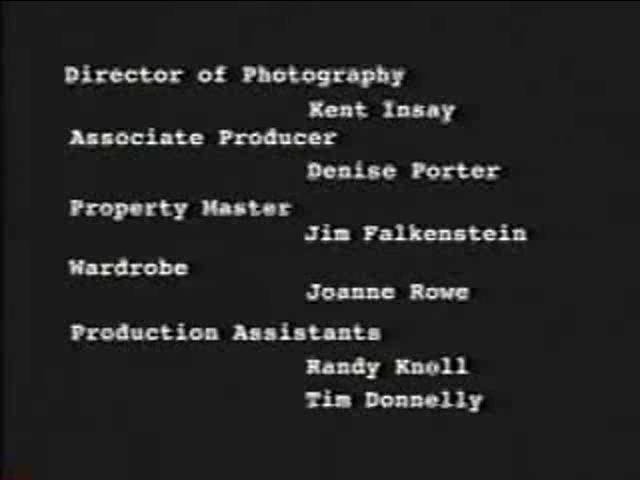 Director of Photography
Kent Insay
Associate Producer
Denise Porter
Property Master
Jim Falkenstein
Wardrobe
Joanne Rowe
Production Assistants
Randy Knoll
Tim Donnelly